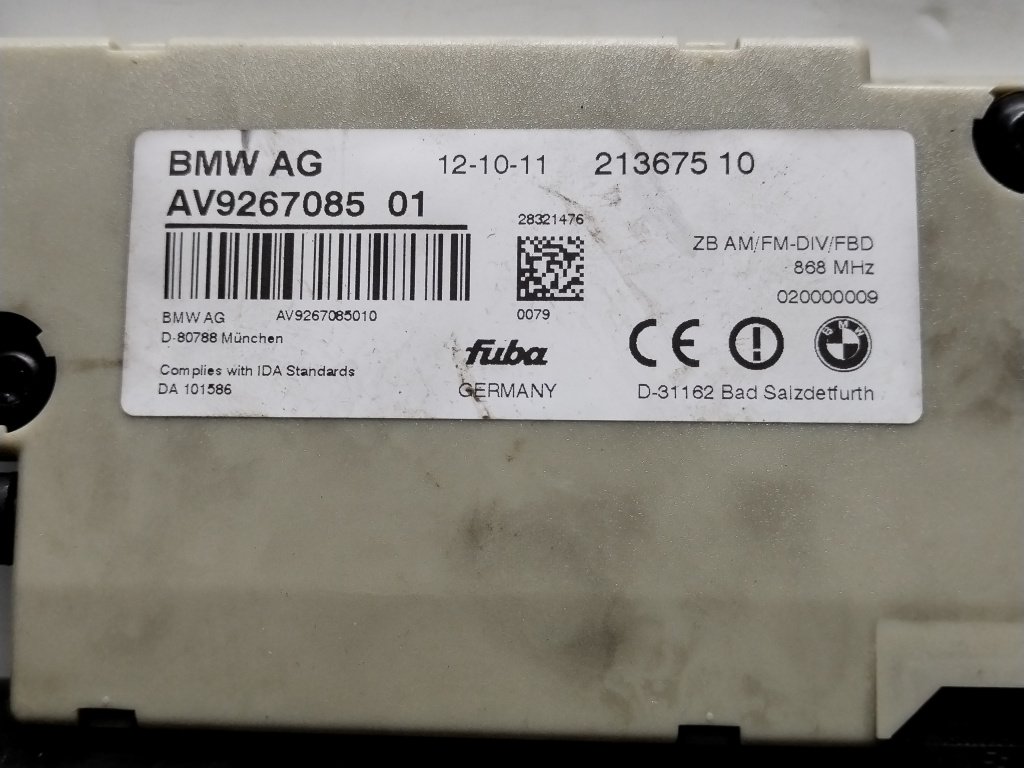 BMW AG 12-10-11 213675 10
AV9267085 01
28321476
ZB AM/FM-DIV/FBD
868 MHz
020000009
BMW AG AV9267085010 0079
D-80788 München
fuba CE BMW
Complies with IDA Standards
DA 101586 GERMANY D-31162 Bad Salzdetfurth